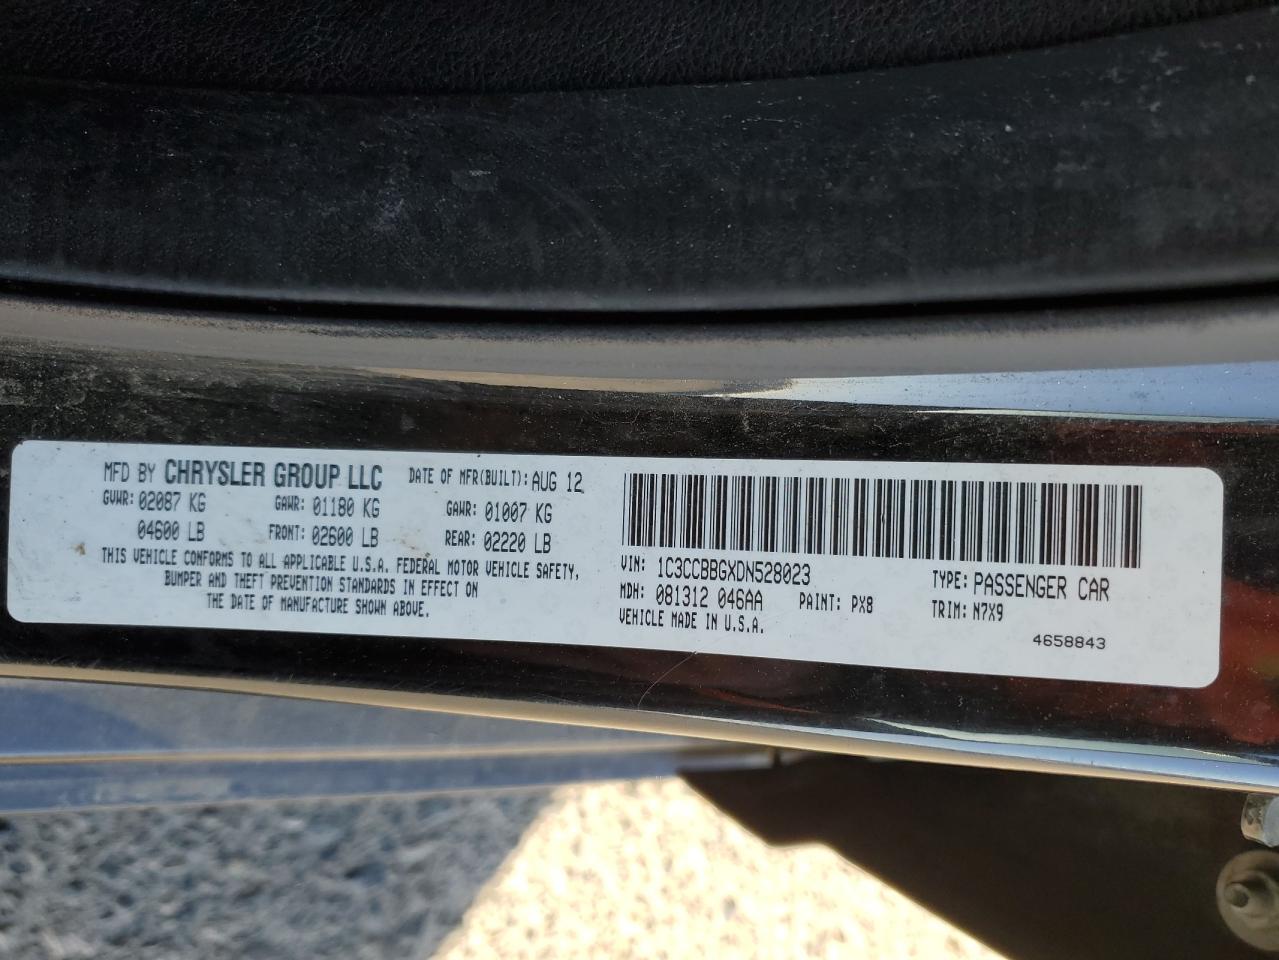 MFD BY CHRYSLER GROUP LLC DATE OF MFR(BUILT): AUG 12
GVWR: 02087 KG GAWR: 01180 KG GAWR: 01007 KG
04600 LB FRONT: 02600 LB REAR: 02220 LB
THIS VEHICLE CONFORMS TO ALL APPLICABLE U.S.A. FEDERAL MOTOR VEHICLE SAFETY,
BUMPER AND THEFT PREVENTION STANDARDS IN EFFECT ON
THE DATE OF MANUFACTURE SHOWN ABOVE.
VIN: 1C3CCBBGXDN528023 TYPE: PASSENGER CAR
MDH: 081312 046AA PAINT: PX8 TRIM: N7X9
VEHICLE MADE IN U.S.A.
4658843